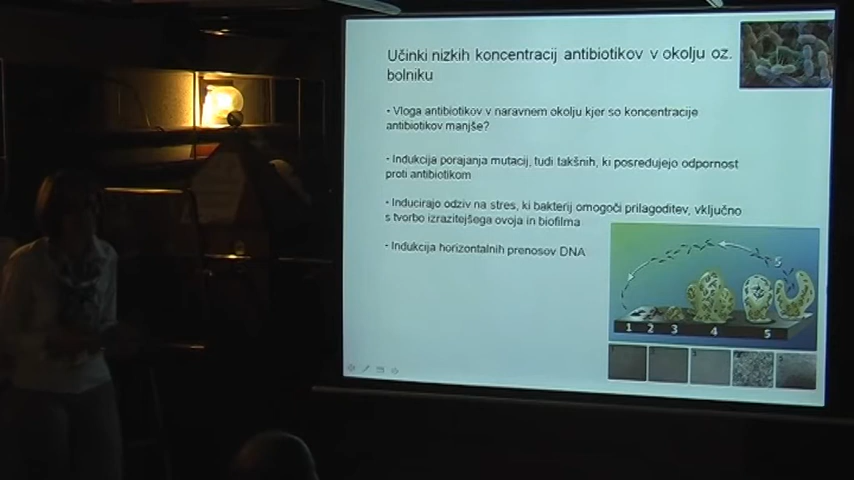 Učinki nizkih koncentracij antibiotikov v okolju oz.
bolniku
- Vloga antibiotikov v naravnem okolju kjer so koncentracije
antibiotikov manjše?
- Indukcija porajanja mutacij, tudi takšnih, ki posredujejo odpornost
proti antibiotikom
- Inducirajo odziv na stres, ki bakterij omogoči prilagoditev, vključno
s tvorbo izrazitejšega ovoja in biofilma
- Indukcija horizontalnih prenosov DNA
5
1 2 3 4 5